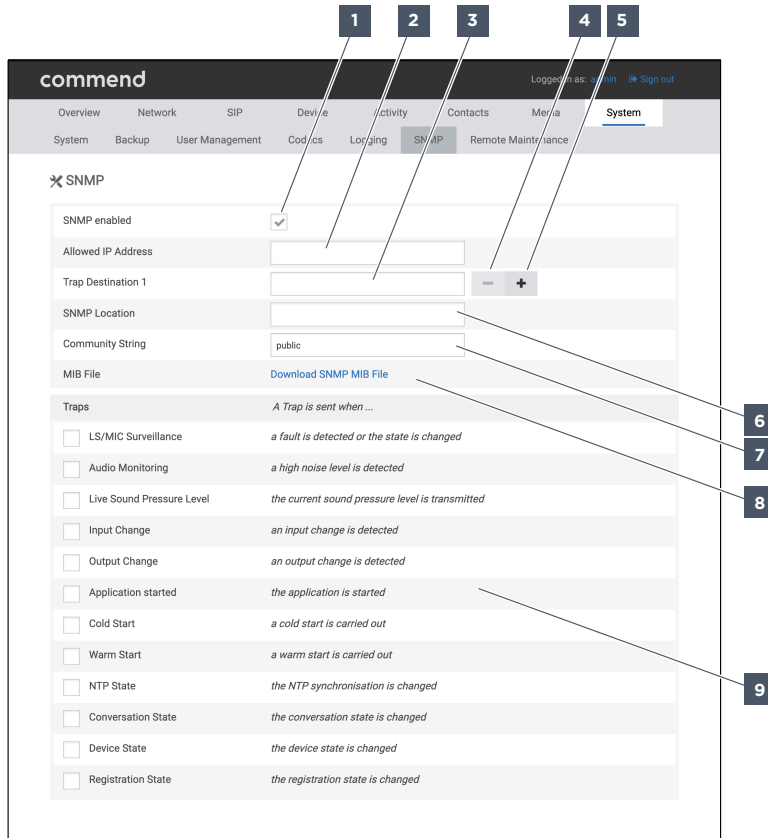 1 2 3 4 5
commend Logged in as: admin Sign out
Overview Network SIP Device Activity Contacts Media System
System Backup User Management Codecs Logging SNMP Remote Maintenance
SNMP
SNMP enabled
Allowed IP Address
Trap Destination 1
SNMP Location
Community String public
MIB File Download SNMP MIB File
Traps A Trap is sent when ...
6
LS/MIC Surveillance a fault is detected or the state is changed
7
Audio Monitoring a high noise level is detected
Live Sound Pressure Level the current sound pressure level is transmitted
8
Input Change an input change is detected
Output Change an output change is detected
Application started the application is started
Cold Start a cold start is carried out
Warm Start a warm start is carried out
NTP State the NTP synchronisation is changed
9
Conversation State the conversation state is changed
Device State the device state is changed
Registration State the registration state is changed